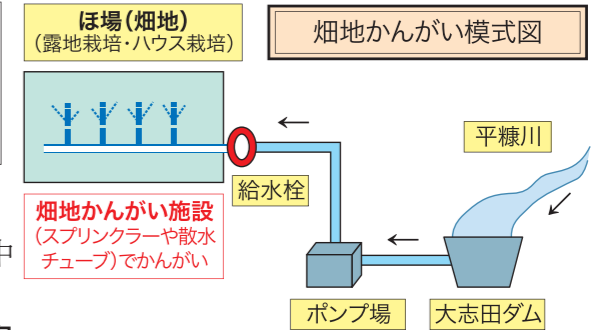 畑地かんがい模式図
ほ場（畑地）
（露地栽培・ハウス栽培）
平糠川
給水栓
畑地かんがい施設
（スプリンクラーや散水
チューブ）でかんがい
中
ポンプ場
大志田ダム